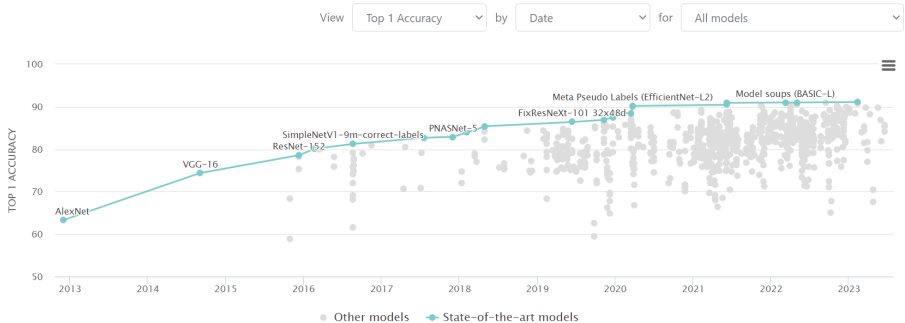 View Top 1 Accuracy by Date for All models
100
90
80
70
60
50
TOP 1 ACCURACY
AlexNet
VGG-16
ResNet-152
SimpleNetV1-9m-correct-labels
PNASNet-5
FixResNeXt-101 32x48d
Meta Pseudo Labels (EfficientNet-L2)
Model soups (BASIC-L)
2013 2014 2015 2016 2017 2018 2019 2020 2021 2022 2023
Other models State-of-the-art models